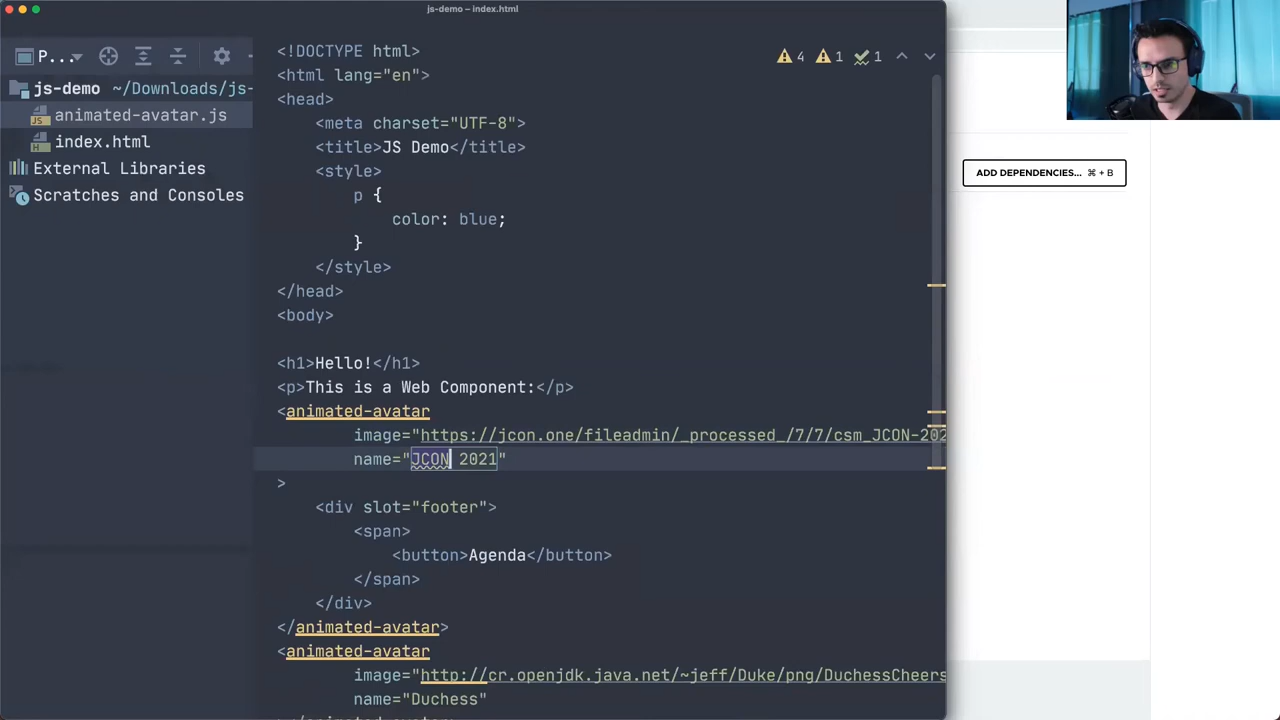 js-demo – index.html
P...
js-demo ~/Downloads/js-
animated-avatar.js
index.html
External Libraries
Scratches and Consoles
4 1 1
<!DOCTYPE html>
<html lang="en">
<head>
<meta charset="UTF-8">
<title>JS Demo</title>
<style>
p {
color: blue;
}
</style>
</head>
<body>
<h1>Hello!</h1>
<p>This is a Web Component:</p>
<animated-avatar
image="https://jcon.one/fileadmin/_processed_/7/7/csm_JCON-202
name="JCON 2021"
>
<div slot="footer">
<span>
<button>Agenda</button>
</span>
</div>
</animated-avatar>
<animated-avatar
image="http://cr.openjdk.java.net/~jeff/Duke/png/DuchessCheers
name="Duchess"
></animated-avatar>
ADD DEPENDENCIES... ⌘ + B